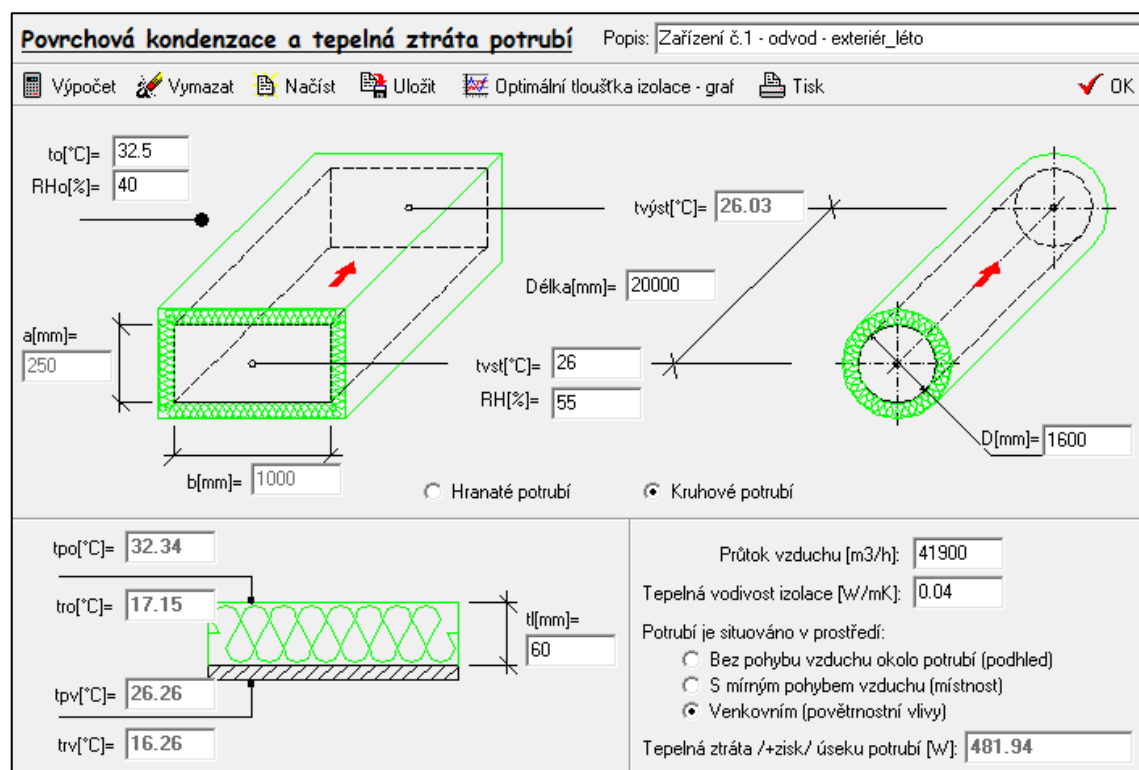 Povrchová kondenzace a tepelná ztráta potrubí Popis: Zařízení č.1 - odvod - exteriér_léto
Výpočet Vymazat Načíst Uložit Optimální tloušťka izolace - graf Tisk OK
to[°C]= 32.5
RHo[%]= 40
tvýst[°C]= 26.03
Délka[mm]= 20000
a[mm]=
250
tvst[°C]= 26
RH[%]= 55
D[mm]= 1600
b[mm]= 1000
Hranaté potrubí Kruhové potrubí
tpo[°C]= 32.34
tro[°C]= 17.15
tl[mm]=
60
tpv[°C]= 26.26
trv[°C]= 16.26
Průtok vzduchu [m3/h]: 41900
Tepelná vodivost izolace [W/mK]: 0.04
Potrubí je situováno v prostředí:
Bez pohybu vzduchu okolo potrubí (podhled)
S mírným pohybem vzduchu (místnost)
Venkovním (povětrnostní vlivy)
Tepelná ztráta /+zisk/ úseku potrubí [W]: 481.94